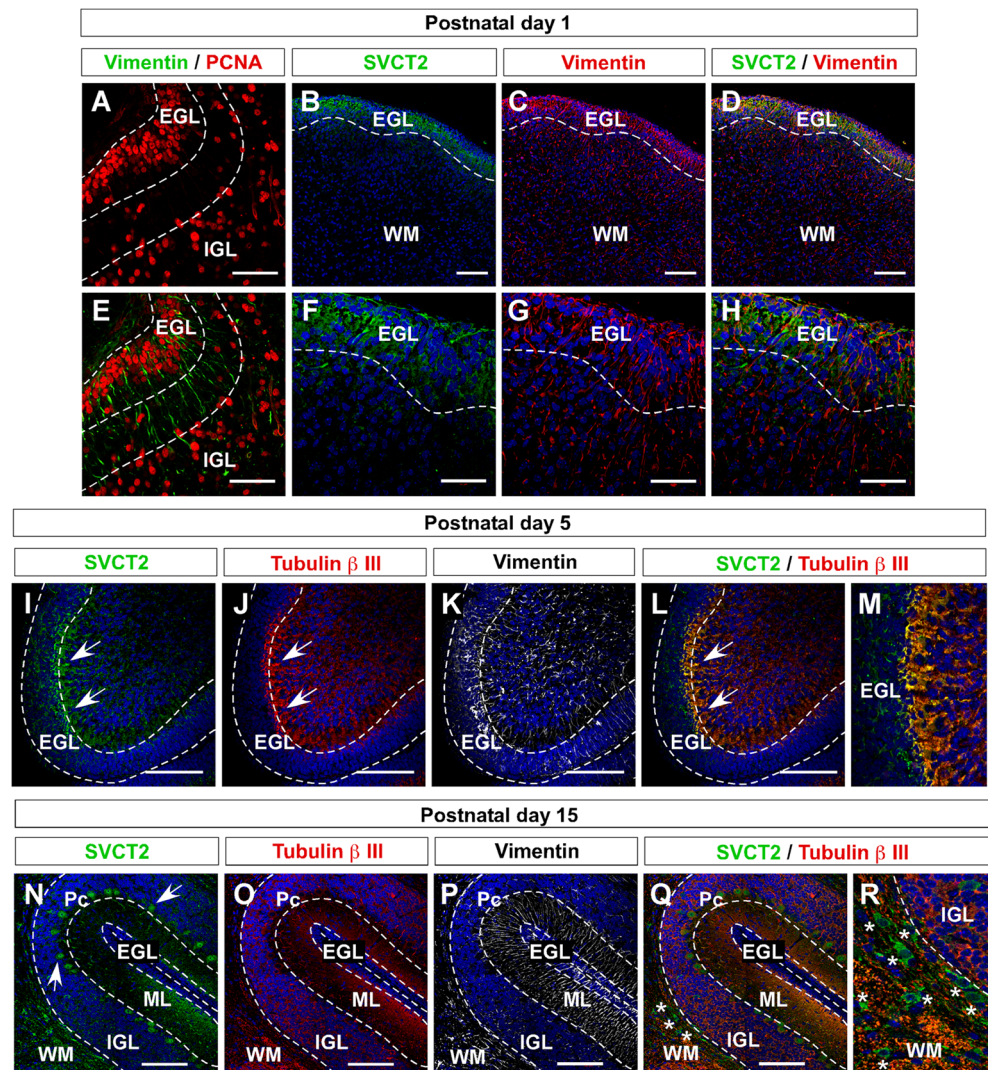 Postnatal day 1
Vimentin / PCNA
SVCT2
Vimentin
SVCT2 / Vimentin
A
EGL
IGL
B
EGL
WM
C
EGL
WM
D
EGL
WM
E
EGL
IGL
F
EGL
G
EGL
H
EGL
Postnatal day 5
SVCT2
Tubulin β III
Vimentin
SVCT2 / Tubulin β III
I
EGL
J
EGL
K
EGL
L
EGL
M
EGL
Postnatal day 15
SVCT2
Tubulin β III
Vimentin
SVCT2 / Tubulin β III
N
Pc
EGL
ML
IGL
WM
O
Pc
EGL
ML
IGL
WM
P
Pc
EGL
ML
IGL
WM
Q
Pc
EGL
ML
* * *
IGL
WM
R
IGL
* * * * * * * *
WM